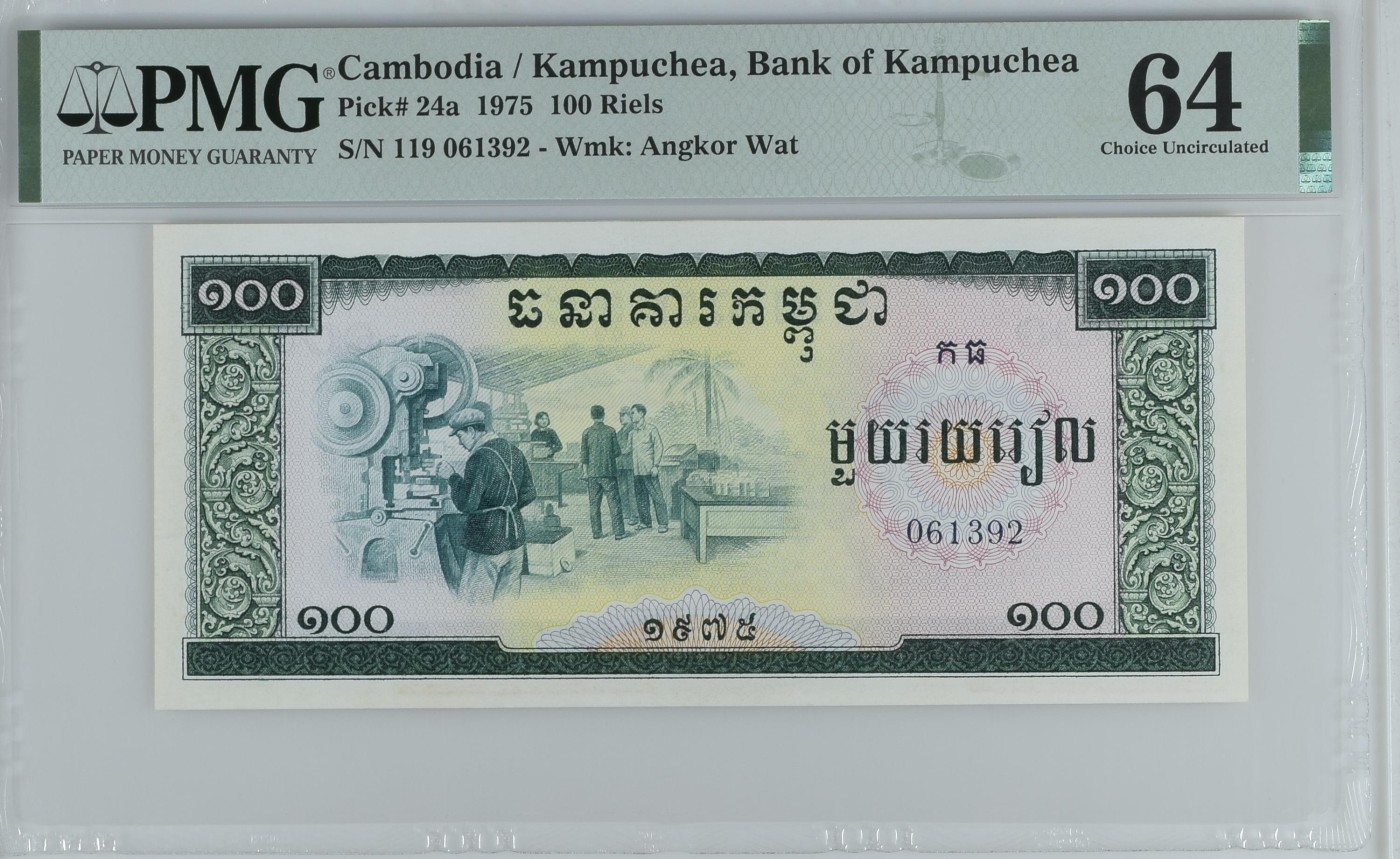 PMG®
PAPER MONEY GUARANTY
Cambodia / Kampuchea, Bank of Kampuchea
Pick# 24a 1975 100 Riels
S/N 119 061392 - Wmk: Angkor Wat
64
Choice Uncirculated
១០០
១០០
ធនាគារកម្ពុជា
កធ
មួយរយរៀល
061392
១០០
១៩៧៥
១០០